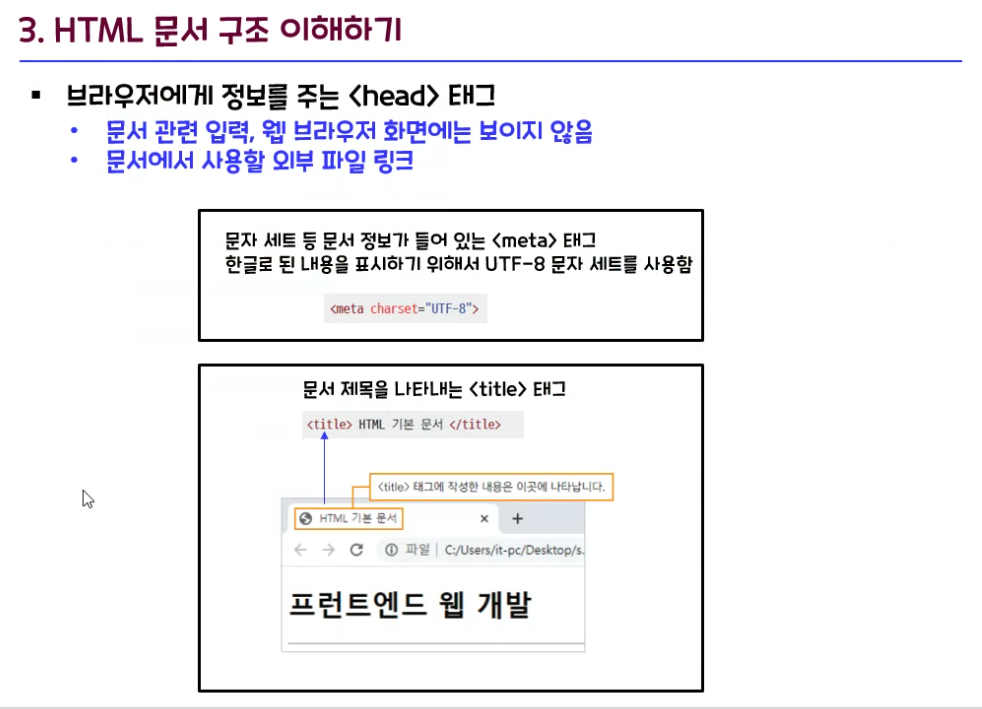 3. HTML 문서 구조 이해하기
▪ 브라우저에게 정보를 주는 <head> 태그
• 문서 관련 입력, 웹 브라우저 화면에는 보이지 않음
• 문서에서 사용할 외부 파일 링크
문자 세트 등 문서 정보가 들어 있는 <meta> 태그
한글로 된 내용을 표시하기 위해서 UTF-8 문자 세트를 사용함
<meta charset="UTF-8">
문서 제목을 나타내는 <title> 태그
<title> HTML 기본 문서 </title>
<title> 태그에 작성한 내용은 이곳에 나타납니다.
HTML 기본 문서
파일 | C:/Users/it-pc/Desktop/s.
프런트엔드 웹 개발